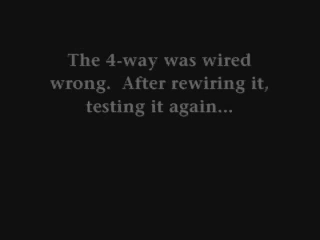 The 4-way was wired
wrong.  After rewiring it,
testing it again...